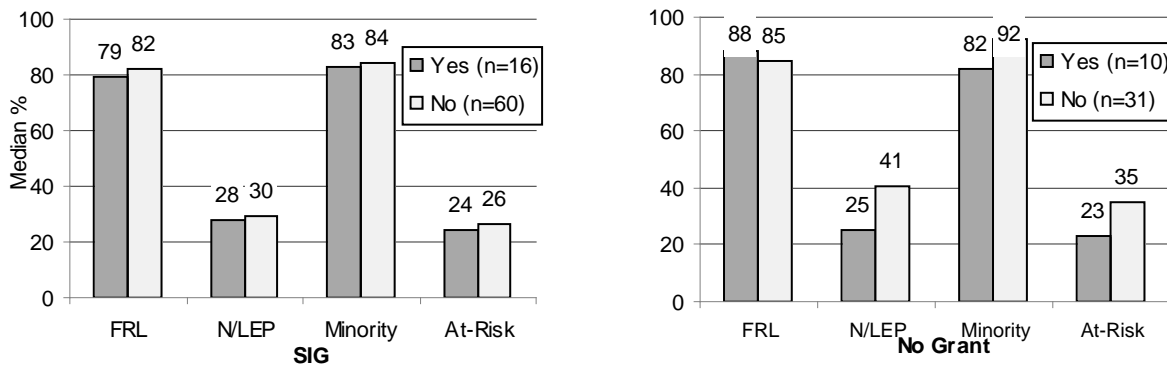 Median %
100
80
60
40
20
0
79 82
28 30
83 84
24 26
Yes (n=16)
No (n=60)
FRL N/LEP Minority At-Risk
SIG
100
80
60
40
20
0
88 85
25 41
82 92
23 35
Yes (n=10)
No (n=31)
FRL N/LEP Minority At-Risk
No Grant